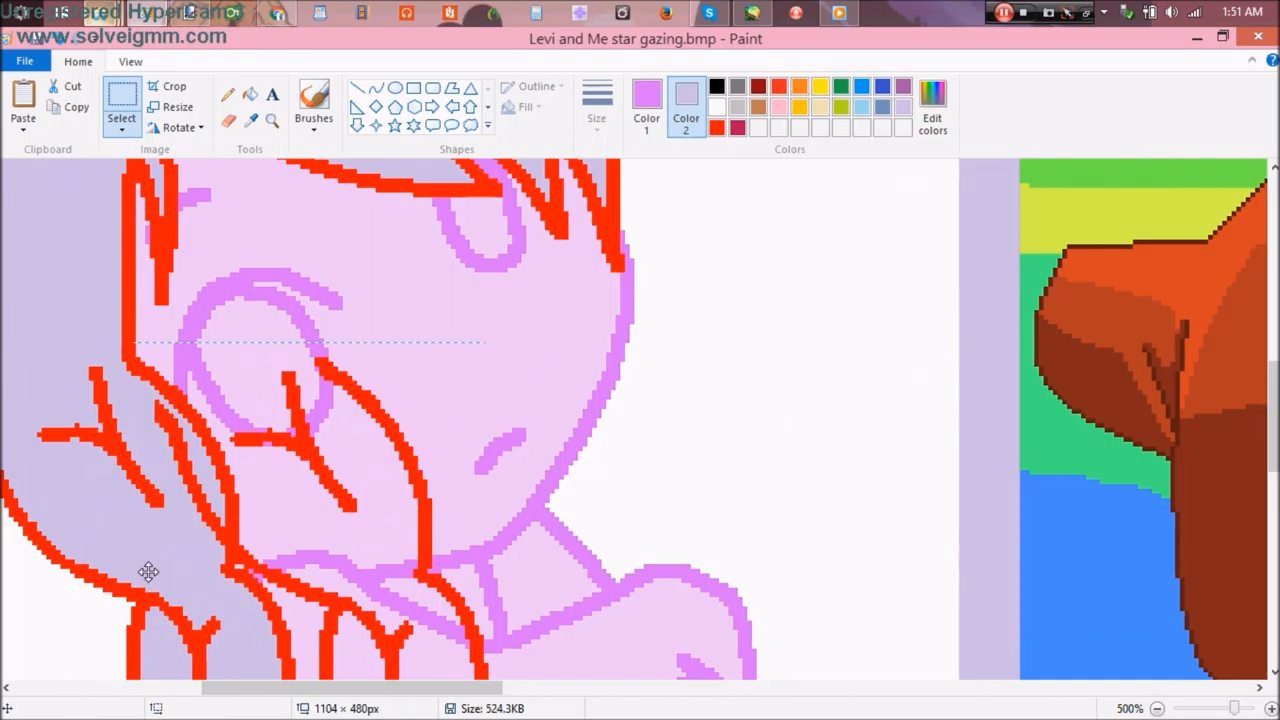 Unregistered HyperCam 3
www.solveigmm.com
1:51 AM
Levi and Me star gazing.bmp - Paint
File
Home
View
Paste
Cut
Copy
Clipboard
Select
Crop
Resize
Rotate
Image
Tools
Brushes
Shapes
Outline
Fill
Size
Color 1
Color 2
Edit colors
Colors
1104 × 480px
Size: 524.3KB
500%